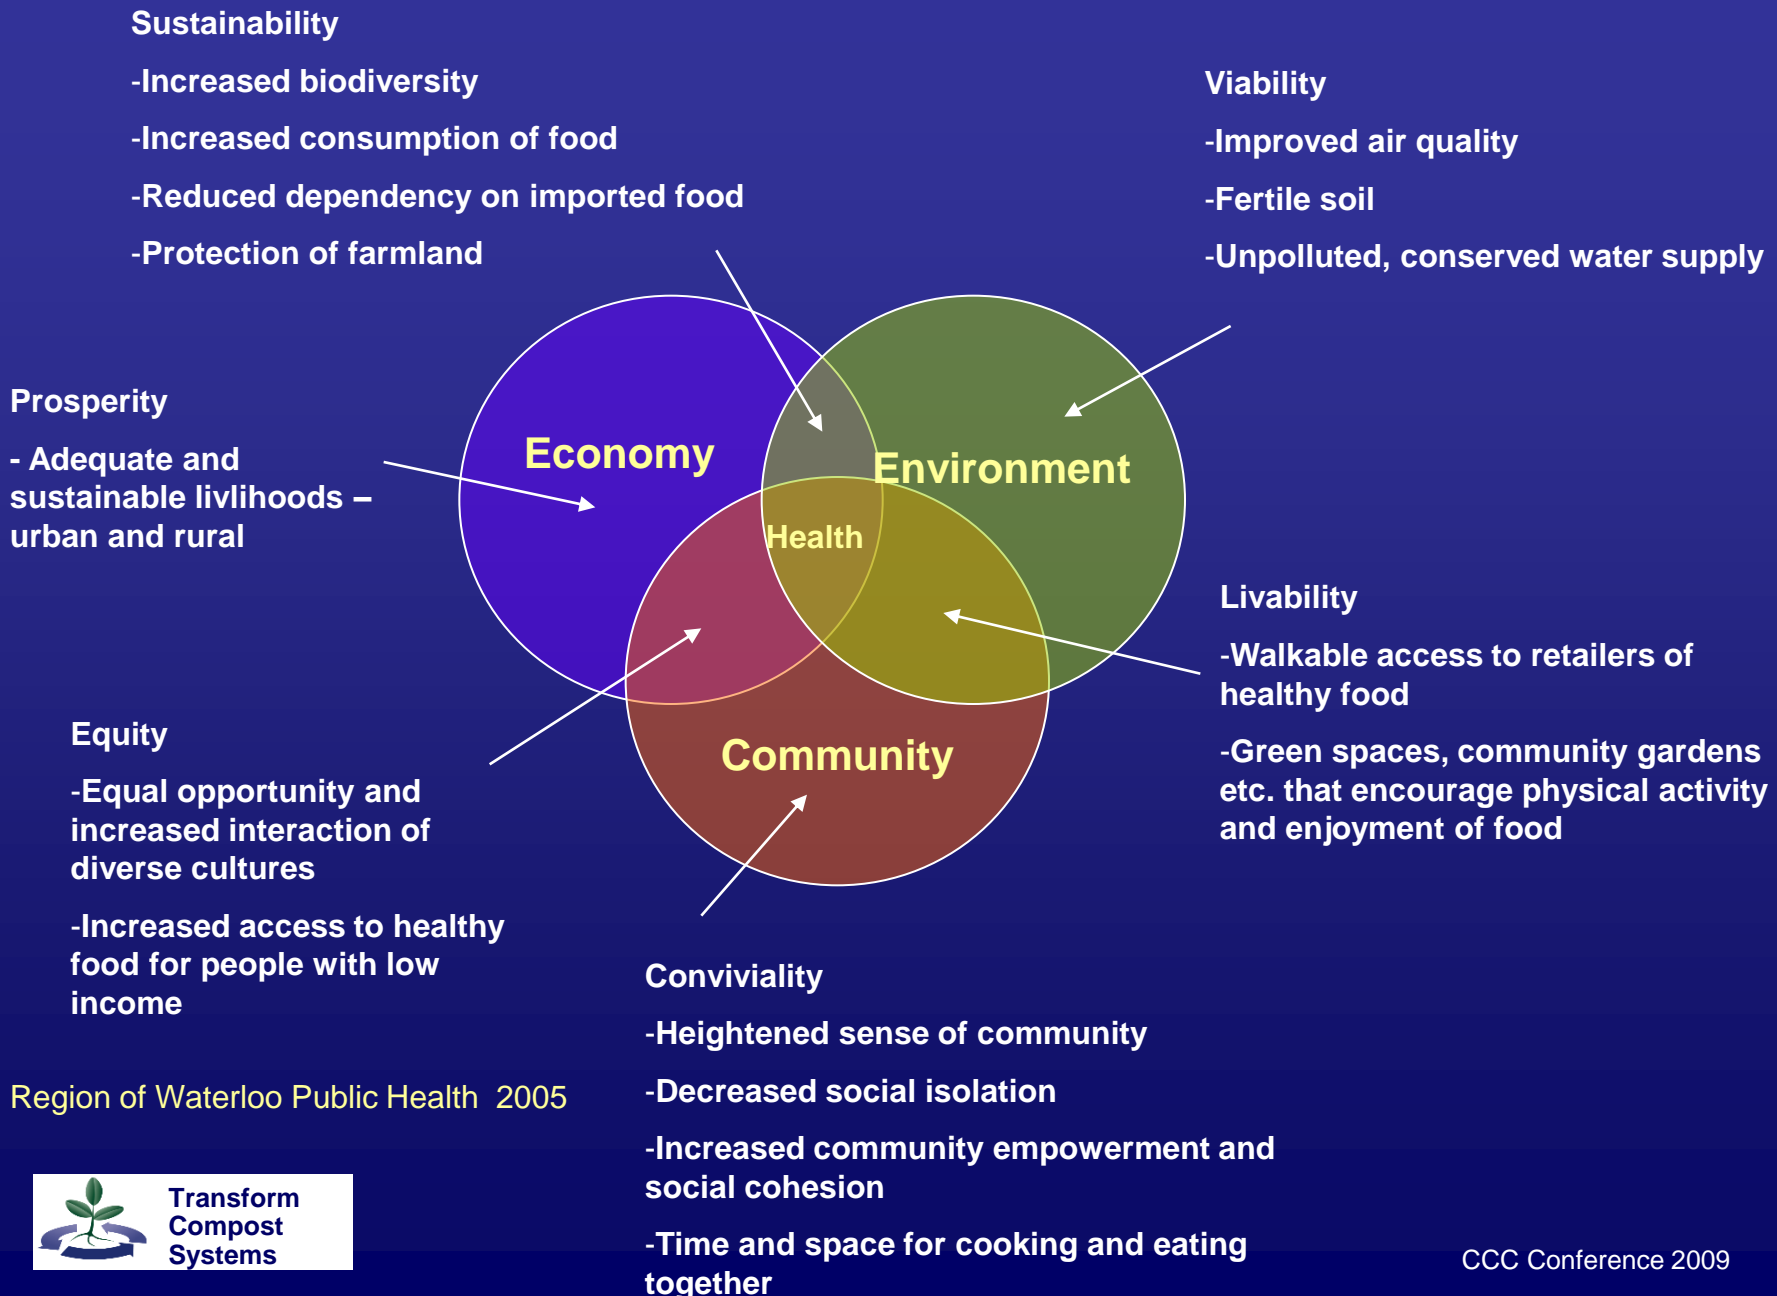 Sustainability
-Increased biodiversity
-Increased consumption of food
-Reduced dependency on imported food
-Protection of farmland
Viability
-Improved air quality
-Fertile soil
-Unpolluted, conserved water supply
Prosperity
- Adequate and
sustainable livlihoods –
urban and rural
Economy
Environment
Health
Community
Livability
-Walkable access to retailers of
healthy food
-Green spaces, community gardens
etc. that encourage physical activity
and enjoyment of food
Equity
-Equal opportunity and
increased interaction of
diverse cultures
-Increased access to healthy
food for people with low
income
Conviviality
-Heightened sense of community
-Decreased social isolation
-Increased community empowerment and
social cohesion
-Time and space for cooking and eating
together
Region of Waterloo Public Health 2005
Transform
Compost
Systems
CCC Conference 2009